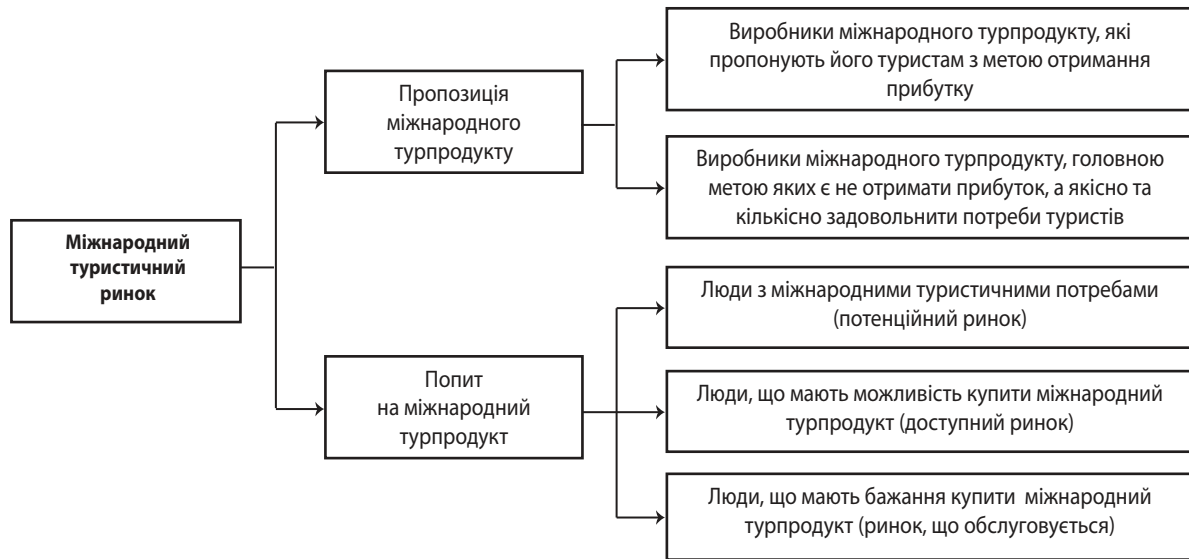 Міжнародний
туристичний
ринок
Пропозиція
міжнародного
турпродукту
Виробники міжнародного турпродукту, які
пропонують його туристам з метою отримання
прибутку
Виробники міжнародного турпродукту, головною
метою яких є не отримати прибуток, а якісно та
кількісно задовольнити потреби туристів
Попит
на міжнародний
турпродукт
Люди з міжнародними туристичними потребами
(потенційний ринок)
Люди, що мають можливість купити міжнародний
турпродукт (доступний ринок)
Люди, що мають бажання купити міжнародний
турпродукт (ринок, що обслуговується)